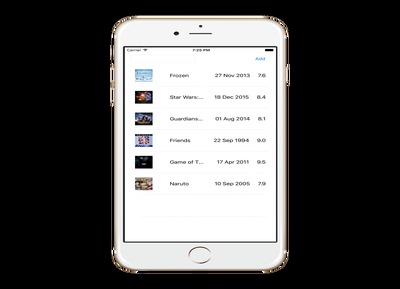 Carrier 7:25 PM
Add
Frozen 27 Nov 2013 7.6
Star Wars:... 18 Dec 2015 8.4
Guardians... 01 Aug 2014 8.1
Friends 22 Sep 1994 9.0
Game of T... 17 Apr 2011 9.5
Naruto 10 Sep 2005 7.9